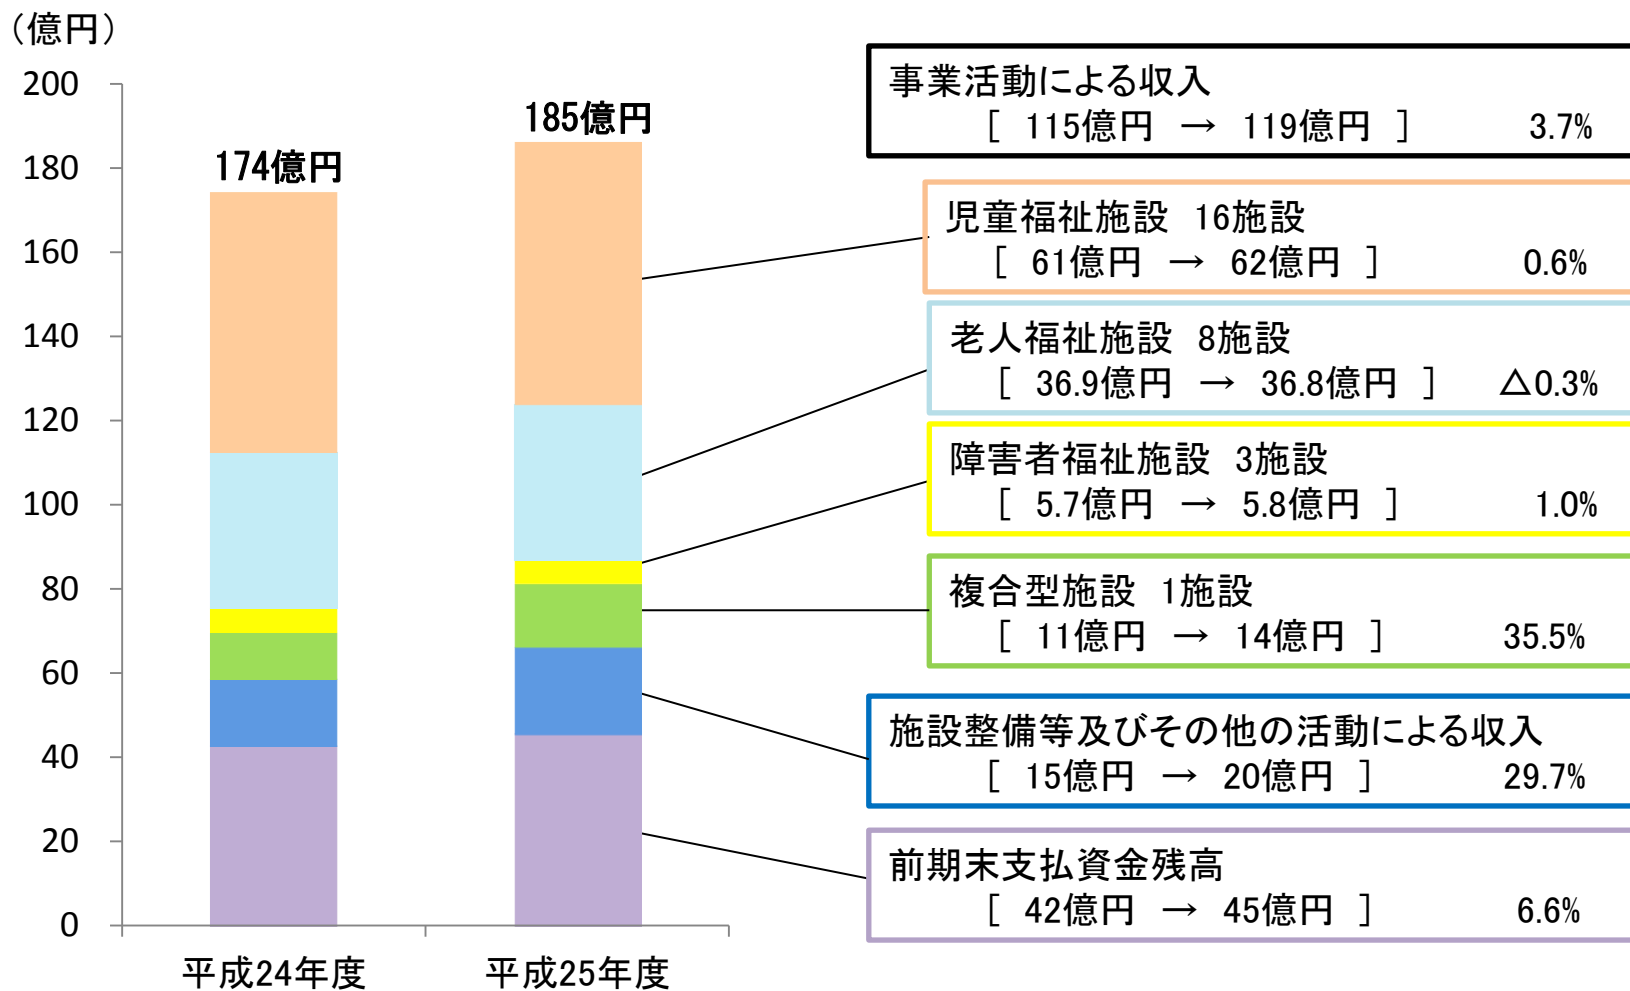 （億円）
200
180
160
140
120
100
80
60
40
20
0
174億円
185億円
平成24年度
平成25年度
事業活動による収入
[ 115億円 → 119億円 ] 3.7%
児童福祉施設 16施設
[ 61億円 → 62億円 ] 0.6%
老人福祉施設 8施設
[ 36.9億円 → 36.8億円 ] △0.3%
障害者福祉施設 3施設
[ 5.7億円 → 5.8億円 ] 1.0%
複合型施設 1施設
[ 11億円 → 14億円 ] 35.5%
施設整備等及びその他の活動による収入
[ 15億円 → 20億円 ] 29.7%
前期末支払資金残高
[ 42億円 → 45億円 ] 6.6%